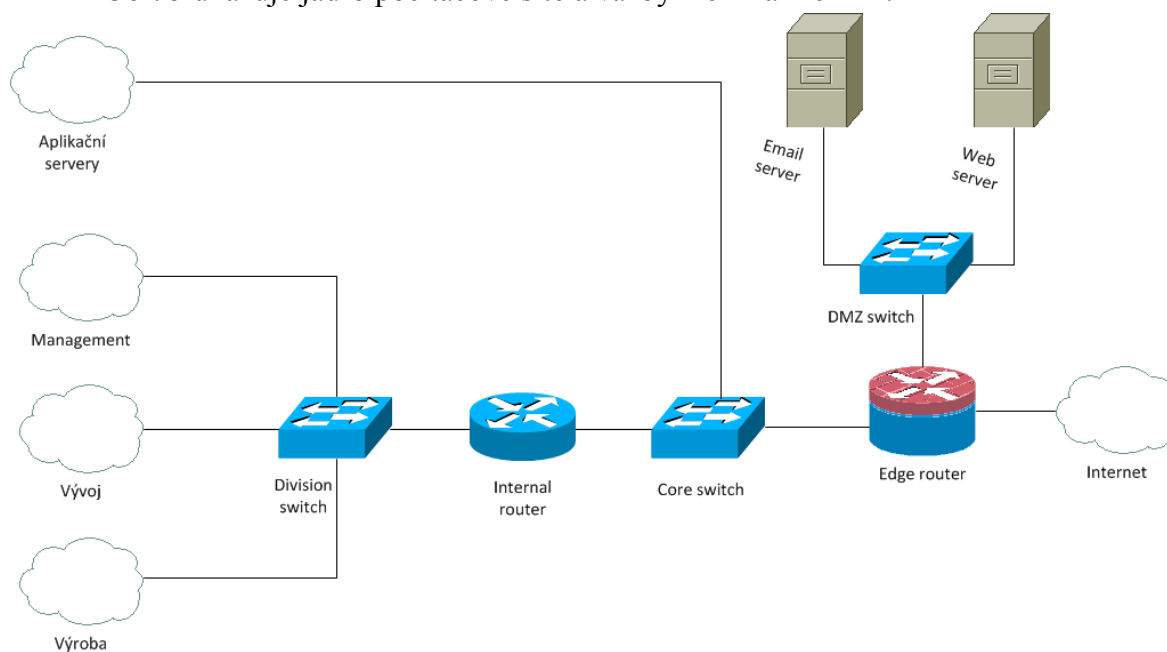 Aplikační
servery
Email
server
Web
server
DMZ switch
Management
Vývoj
Division
switch
Internal
router
Core switch
Edge router
Internet
Výroba